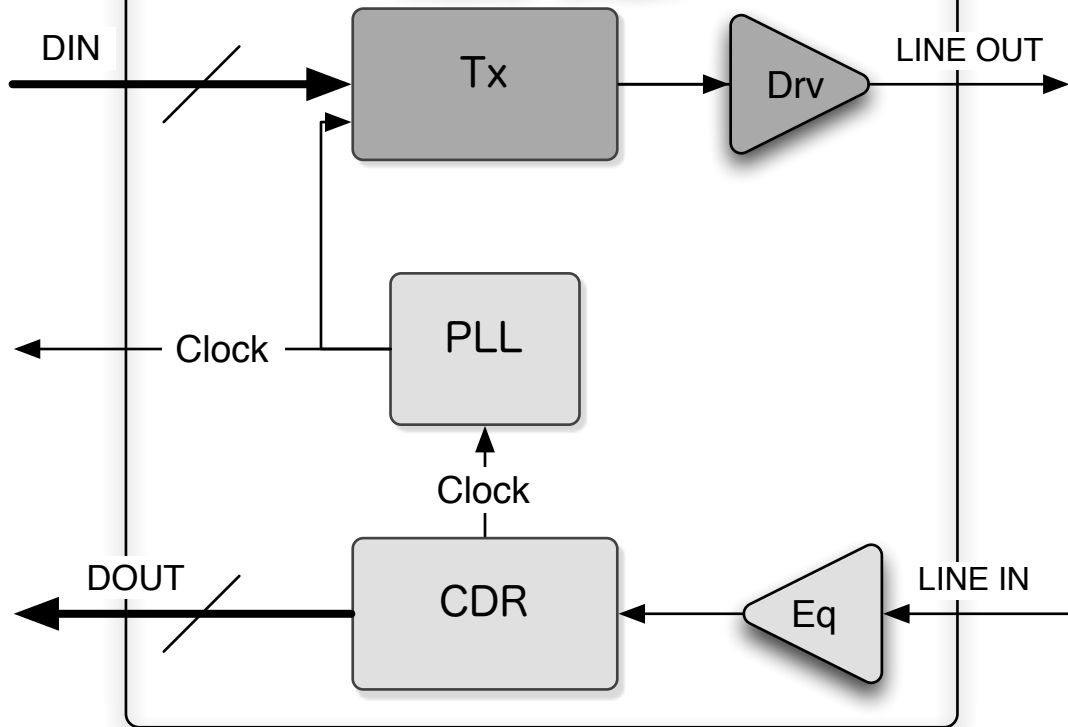 DIN
Tx
Drv
LINE OUT
Clock
PLL
Clock
DOUT
CDR
Eq
LINE IN